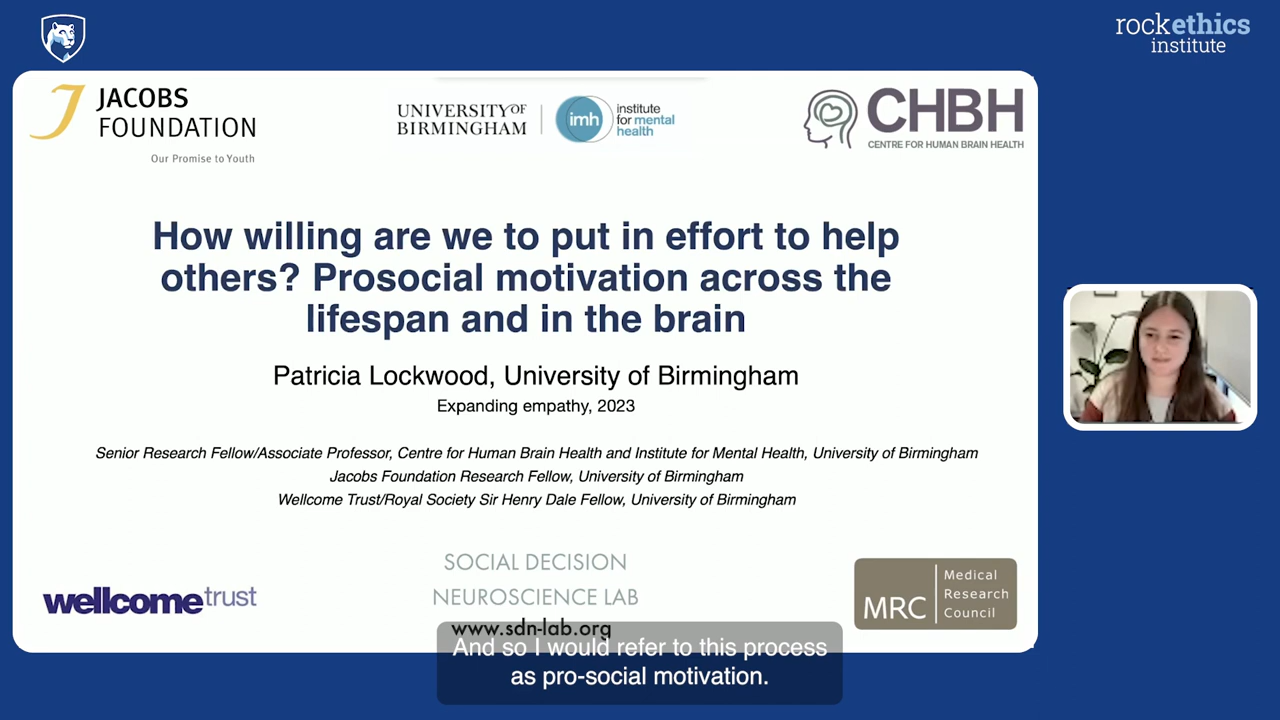 rockethics
institute
JACOBS
FOUNDATION
Our Promise to Youth
UNIVERSITY OF
BIRMINGHAM
imh
institute
for mental
health
CHBH
CENTRE FOR HUMAN BRAIN HEALTH
How willing are we to put in effort to help
others? Prosocial motivation across the
lifespan and in the brain
Patricia Lockwood, University of Birmingham
Expanding empathy, 2023
Senior Research Fellow/Associate Professor, Centre for Human Brain Health and Institute for Mental Health, University of Birmingham
Jacobs Foundation Research Fellow, University of Birmingham
Wellcome Trust/Royal Society Sir Henry Dale Fellow, University of Birmingham
SOCIAL DECISION
NEUROSCIENCE LAB
www.sdn-lab.org
wellcometrust
MRC
Medical
Research
Council
And so I would refer to this process
as pro-social motivation.